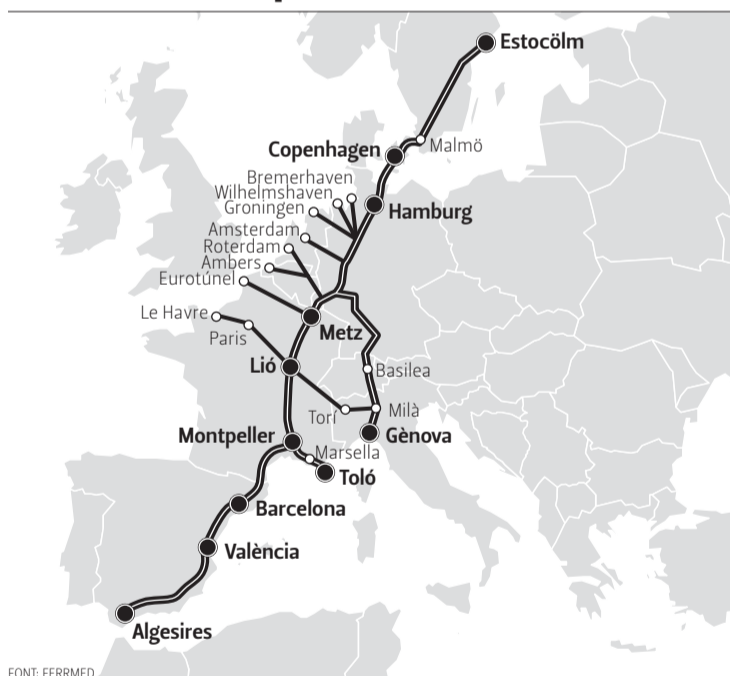 Estocölm
Malmö
Copenhagen
Bremerhaven
Wilhelmshaven
Groningen
Hamburg
Amsterdam
Roterdam
Ambers
Eurotúnel
Le Havre
Paris
Metz
Lió
Basilea
Torí
Milà
Montpeller
Gènova
Marsella
Toló
Barcelona
València
Algesires
FONT: FERRMED